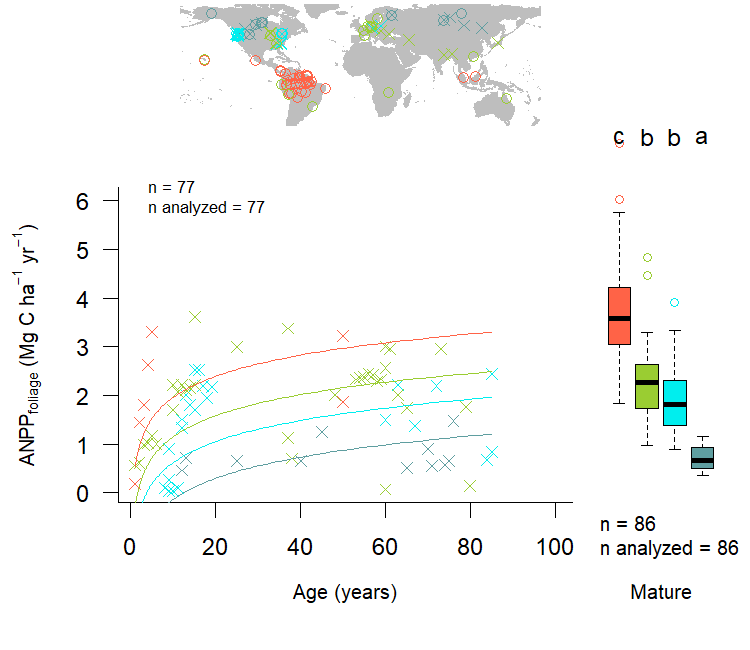 c b b a
n = 77
n analyzed = 77
6
5
4
3
2
1
0
ANPPfoliage (Mg C ha−1 yr−1)
0 20 40 60 80 100
Age (years)
n = 86
n analyzed = 86
Mature